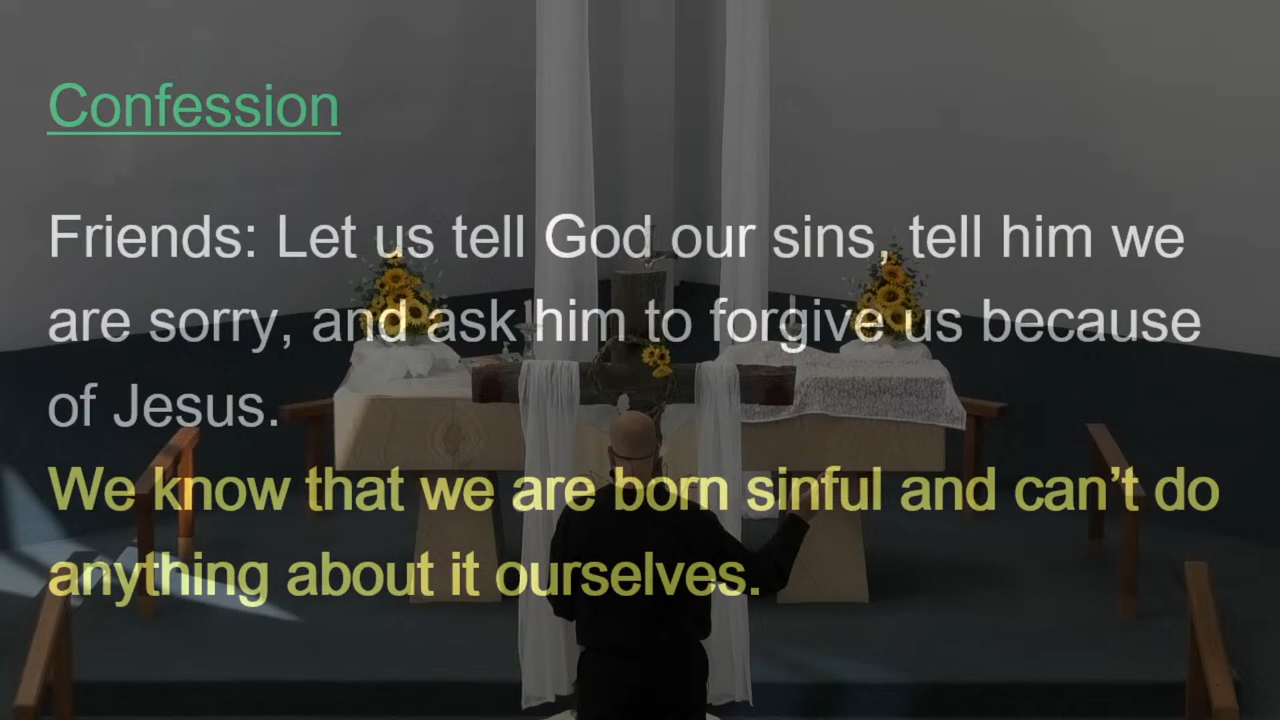 Confession
Friends: Let us tell God our sins, tell him we
are sorry, and ask him to forgive us because
of Jesus.
We know that we are born sinful and can’t do
anything about it ourselves.